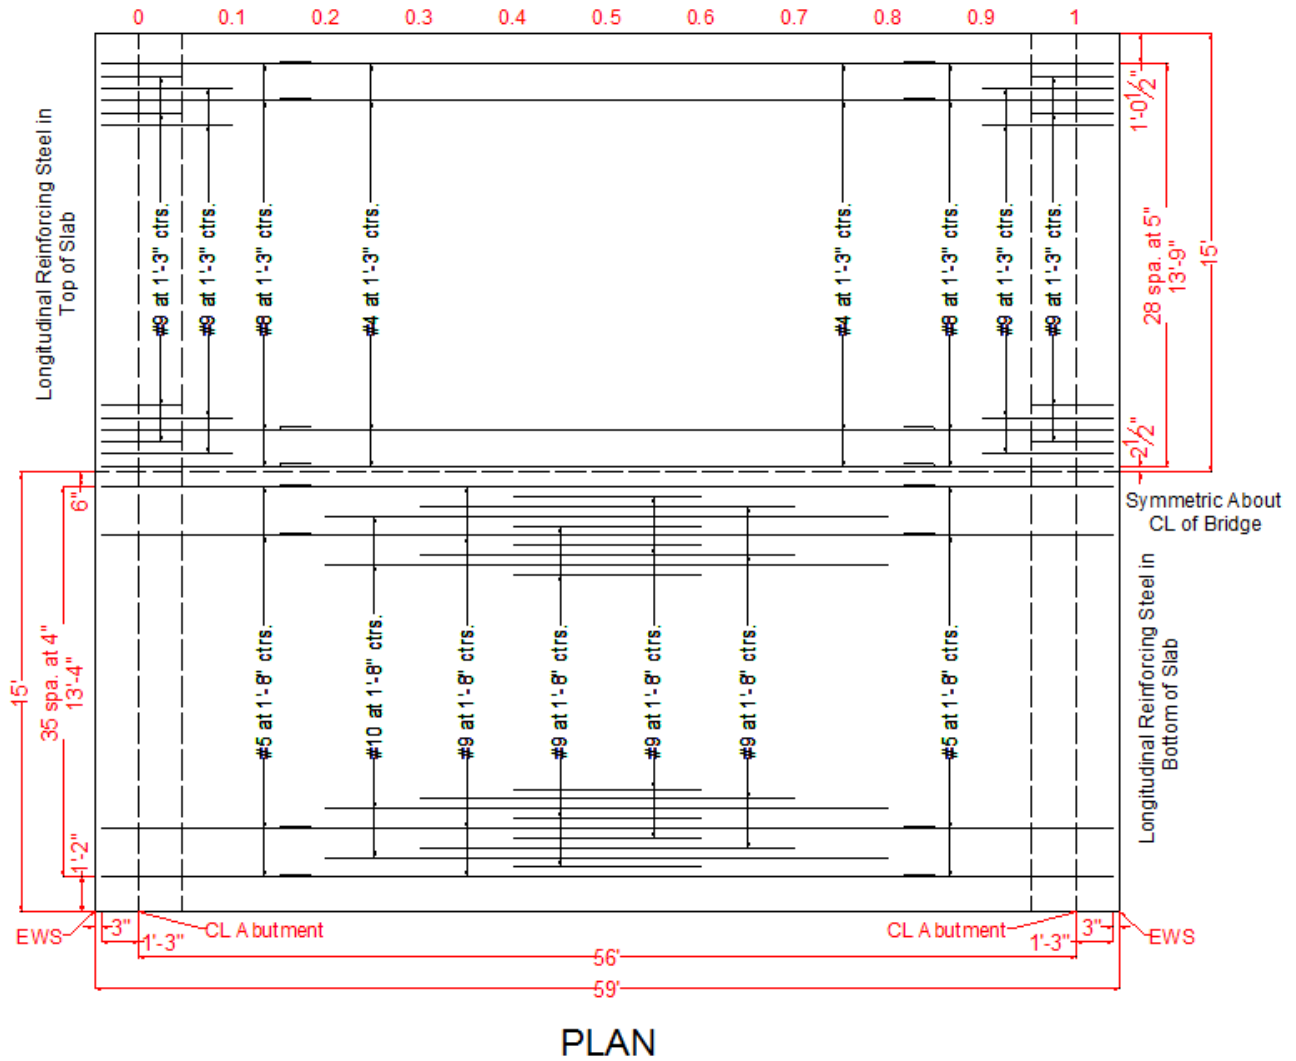 0 0.1 0.2 0.3 0.4 0.5 0.6 0.7 0.8 0.9 1
Longitudinal Reinforcing Steel in
Top of Slab
#9 at 1'-3" ctrs.
#9 at 1'-3" ctrs.
#8 at 1'-3" ctrs.
#4 at 1'-3" ctrs.
#4 at 1'-3" ctrs.
#8 at 1'-3" ctrs.
#9 at 1'-3" ctrs.
#9 at 1'-3" ctrs.
1'-0 1/2"
28 spa. at 5"
13'-9"
15'
2 1/2"
Symmetric About
CL of Bridge
6"
15'
35 spa. at 4"
13'-4"
1'-2"
#5 at 1'-8" ctrs.
#10 at 1'-8" ctrs.
#9 at 1'-8" ctrs.
#9 at 1'-8" ctrs.
#9 at 1'-8" ctrs.
#9 at 1'-8" ctrs.
#5 at 1'-8" ctrs.
Longitudinal Reinforcing Steel in
Bottom of Slab
EWS 3" 1'-3" CL Abutment
CL Abutment 1'-3" 3" EWS
56'
59'
PLAN